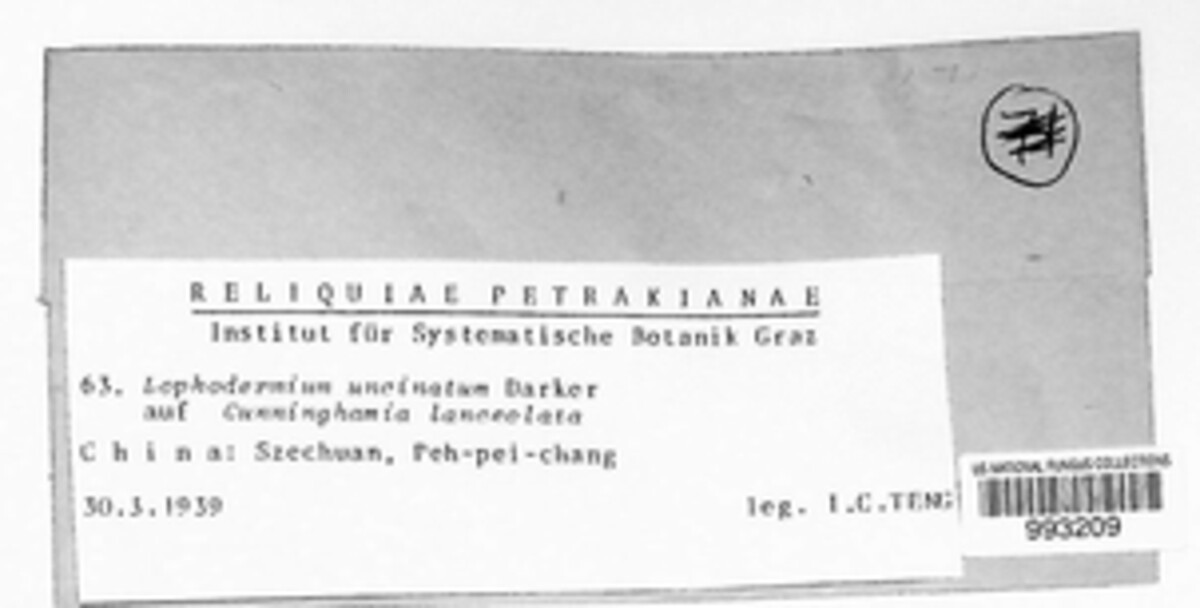 RELIQUIAE PETRAKIANAE
Institut für Systematische Botanik Graz
63. Lophodermium uncinatum Darker
auf Cunninghamia lanceolata
China: Szechuan, Peh-pei-chang
30.3.1939 leg. L.C.TENG
US NATIONAL FUNGUS COLLECTIONS
993209